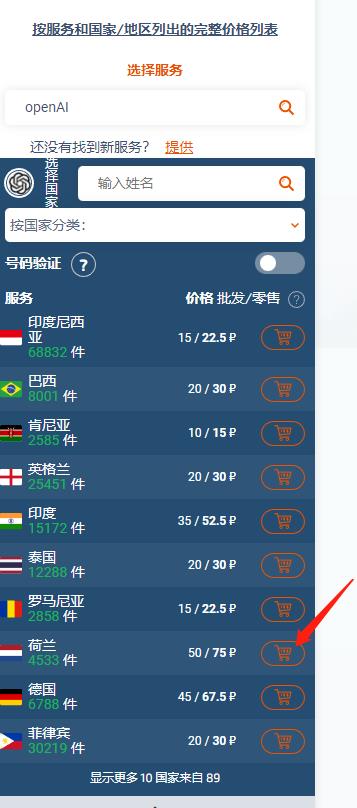 按服务和国家/地区列出的完整价格列表
选择服务
openAI
还没有找到新服务？ 提供
选择国家
输入姓名
按国家分类：
号码验证 ?
服务 价格 批发/零售 ?
印度尼西亚
68832 件
15 / 22.5 ₽
巴西
8001 件
20 / 30 ₽
肯尼亚
2585 件
10 / 15 ₽
英格兰
25451 件
20 / 30 ₽
印度
15172 件
35 / 52.5 ₽
泰国
12288 件
20 / 30 ₽
罗马尼亚
2858 件
15 / 22.5 ₽
荷兰
4533 件
50 / 75 ₽
德国
6788 件
45 / 67.5 ₽
菲律宾
30219 件
20 / 30 ₽
显示更多 10 国家来自 89